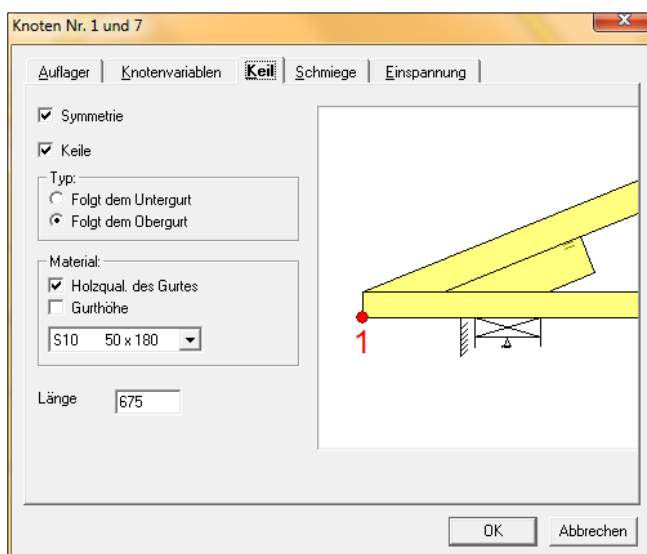 Knoten Nr. 1 und 7
Auflager Knotenvariablen Keil Schmiege Einspannung
Symmetrie
Keile
Typ:
Folgt dem Untergurt
Folgt dem Obergurt
Material:
Holzqual. des Gurtes
Gurthöhe
S10 50 x 180
Länge 675
1
OK Abbrechen